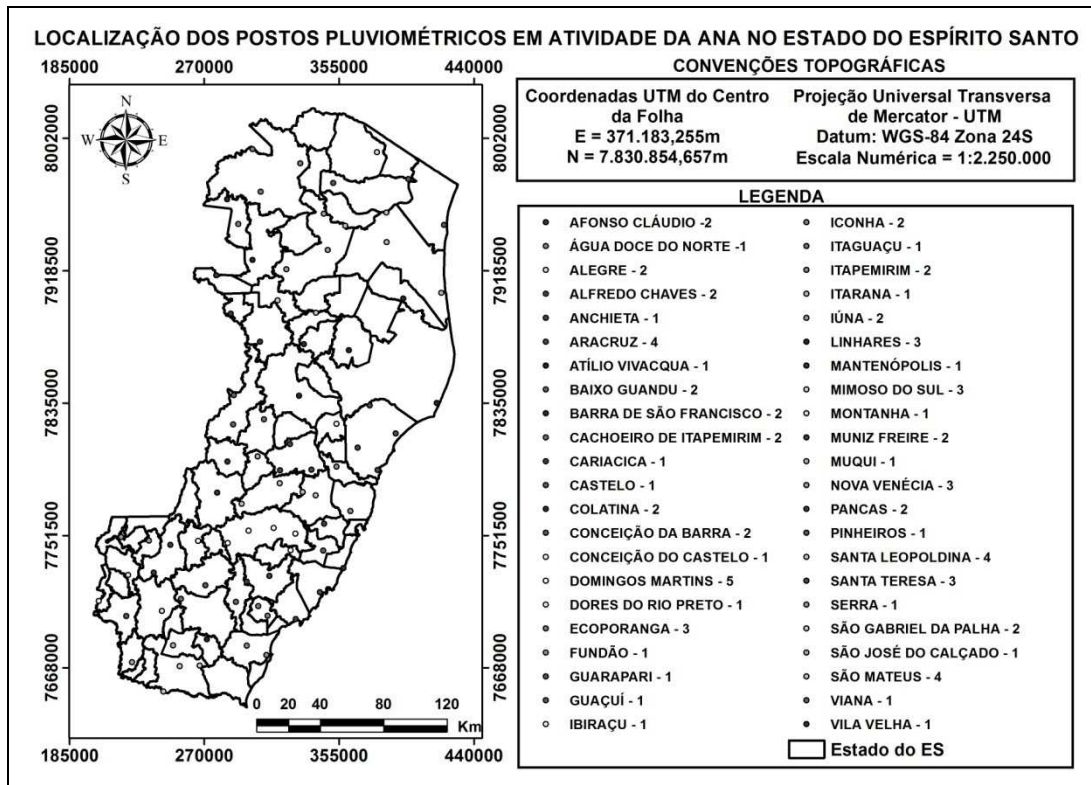 LOCALIZAÇÃO DOS POSTOS PLUVIOMÉTRICOS EM ATIVIDADE DA ANA NO ESTADO DO ESPÍRITO SANTO
185000 270000 355000 440000
8002000
7918500
7835000
7751500
7668000
N
W E
S
8002000
7918500
7835000
7751500
7668000
0 20 40 80 120
Km
185000 270000 355000 440000
CONVENÇÕES TOPOGRÁFICAS
Coordenadas UTM do Centro
da Folha
E = 371.183,255m
N = 7.830.854,657m
Projeção Universal Transversa
de Mercator - UTM
Datum: WGS-84 Zona 24S
Escala Numérica = 1:2.250.000
LEGENDA
AFONSO CLÁUDIO -2
ÁGUA DOCE DO NORTE -1
ALEGRE - 2
ALFREDO CHAVES - 2
ANCHIETA - 1
ARACRUZ - 4
ATÍLIO VIVACQUA - 1
BAIXO GUANDU - 2
BARRA DE SÃO FRANCISCO - 2
CACHOEIRO DE ITAPEMIRIM - 2
CARIACICA - 1
CASTELO - 1
COLATINA - 2
CONCEIÇÃO DA BARRA - 2
CONCEIÇÃO DO CASTELO - 1
DOMINGOS MARTINS - 5
DORES DO RIO PRETO - 1
ECOPORANGA - 3
FUNDÃO - 1
GUARAPARI - 1
GUAÇUÍ - 1
IBIRAÇU - 1
ICONHA - 2
ITAGUAÇU - 1
ITAPEMIRIM - 2
ITARANA - 1
IÚNA - 2
LINHARES - 3
MANTENÓPOLIS - 1
MIMOSO DO SUL - 3
MONTANHA - 1
MUNIZ FREIRE - 2
MUQUI - 1
NOVA VENÉCIA - 3
PANCAS - 2
PINHEIROS - 1
SANTA LEOPOLDINA - 4
SANTA TERESA - 3
SERRA - 1
SÃO GABRIEL DA PALHA - 2
SÃO JOSÉ DO CALÇADO - 1
SÃO MATEUS - 4
VIANA - 1
VILA VELHA - 1
Estado do ES